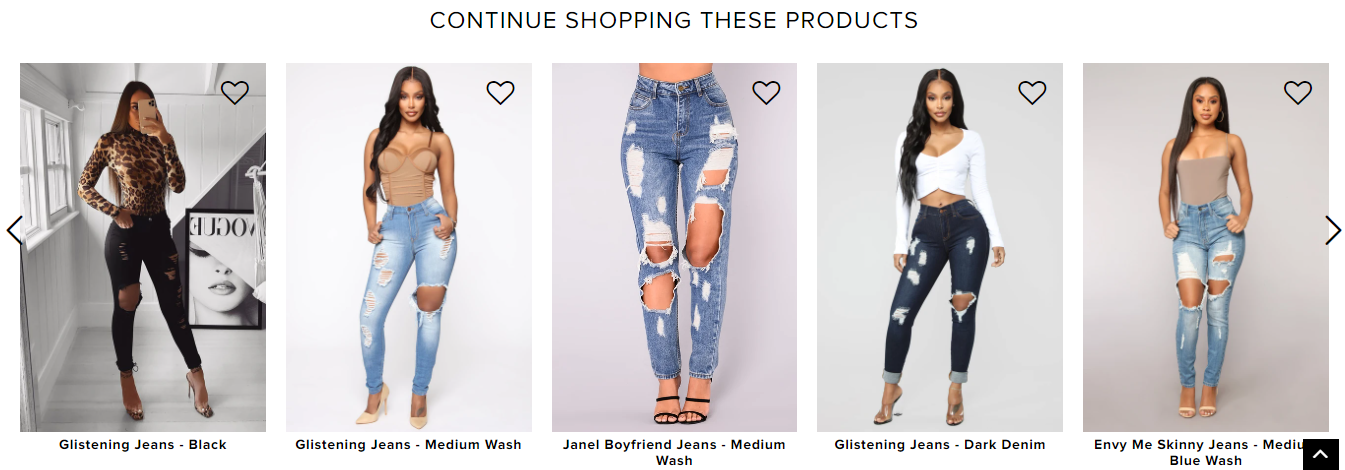 CONTINUE SHOPPING THESE PRODUCTS
VOGUE
Glistening Jeans - Black
Glistening Jeans - Medium Wash
Janel Boyfriend Jeans - Medium
Wash
Glistening Jeans - Dark Denim
Envy Me Skinny Jeans - Mediu
Blue Wash